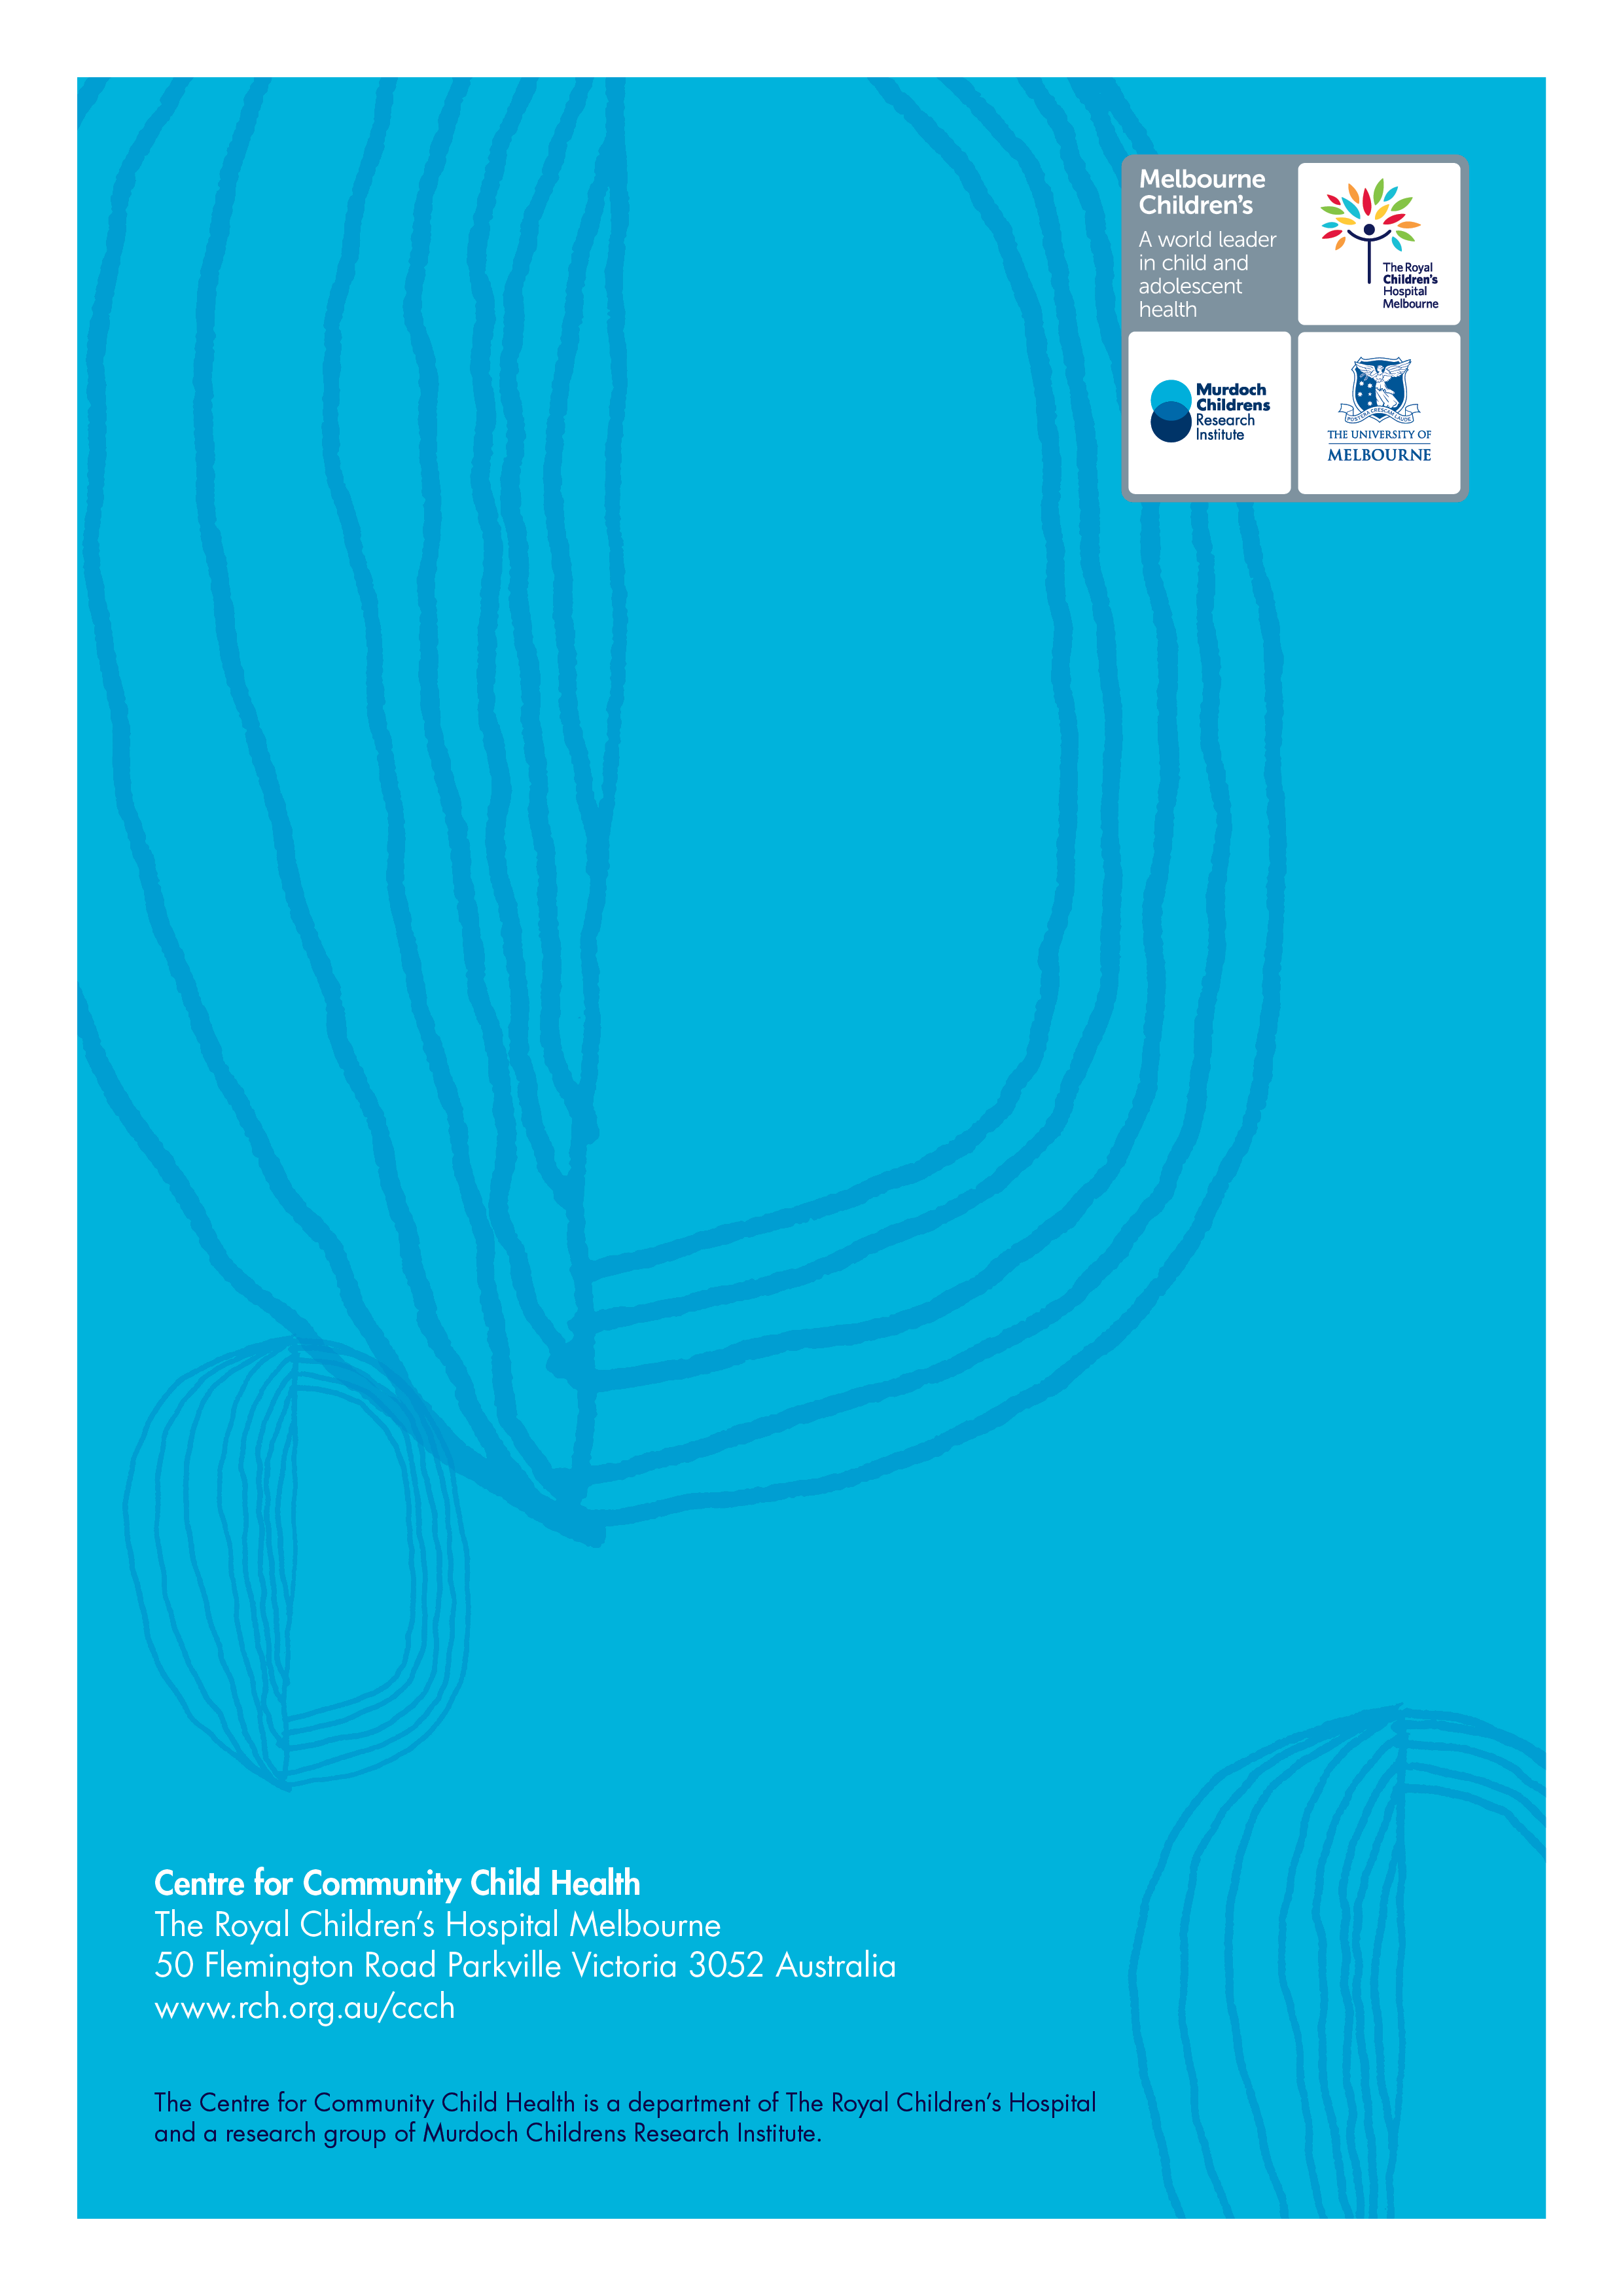 Melbourne
Children's
A world leader
in child and
adolescent
health
The Royal
Children's
Hospital
Melbourne
Murdoch
Childrens
Research
Institute
POSTERA CRESCAM LAUDE
THE UNIVERSITY OF
MELBOURNE
Centre for Community Child Health
The Royal Children's Hospital Melbourne
50 Flemington Road Parkville Victoria 3052 Australia
www.rch.org.au/ccch
The Centre for Community Child Health is a department of The Royal Children's Hospital
and a research group of Murdoch Childrens Research Institute.